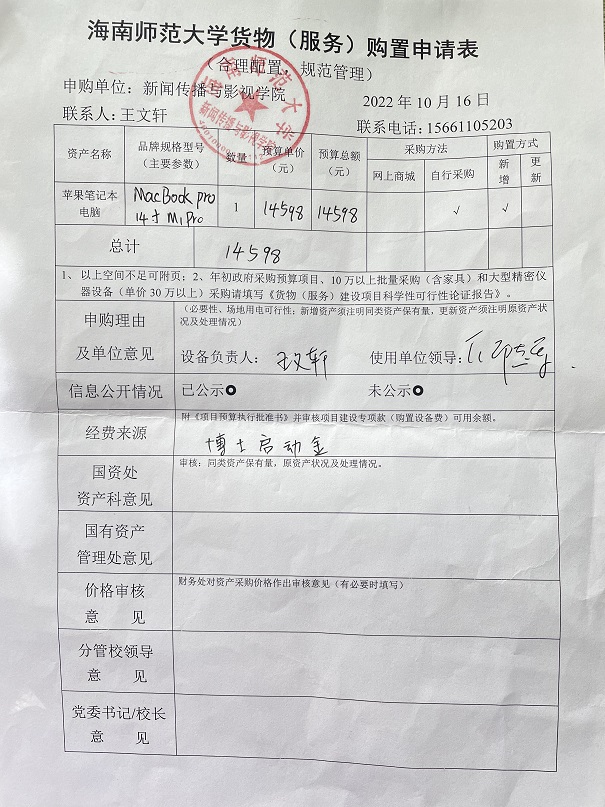 海南师范大学货物（服务）购置申请表
（合理配置，规范管理）
申购单位：新闻传播与影视学院
2022 年 10 月 16 日
联系人：王文轩
联系电话：15661105203
资产名称 品牌规格型号（主要参数） 数量 预算单价（元） 预算总额（元） 采购方法 购置方式
网上商城 自行采购 新增 更新
苹果笔记本电脑 MacBook pro 14寸 M1 Pro 1 14598 14598 √ √
总计 14598
1、以上空间不足可附页；2、年初政府采购预算项目、10 万以上批量采购（含家具）和大型精密仪
器设备（单价 30 万以上）采购请填写《货物（服务）建设项目科学性可行性论证报告》。
申购理由
及单位意见
（必要性、场地用电可行性；新增资产须注明同类资产保有量，更新资产须注明原资产状
况及处理情况）
设备负责人：王文轩 使用单位领导：
信息公开情况 已公示 未公示
经费来源
附《项目预算执行批准书》并审核项目建设专项款（购置设备费）可用余额。
博士启动金
国资处
资产科意见
审核：同类资产保有量，原资产状况及处理情况。
国有资产
管理处意见
价格审核
意 见
财务处对资产采购价格作出审核意见（有必要时填写）
分管校领导
意 见
党委书记/校长
意 见